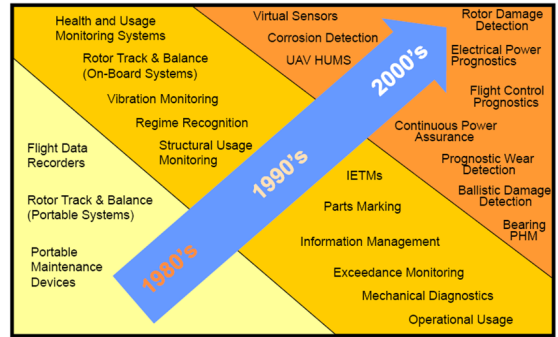 Health and Usage
Monitoring Systems
Rotor Track & Balance
(On-Board Systems)
Vibration Monitoring
Regime Recognition
Structural Usage
Monitoring
Flight Data
Recorders
Rotor Track & Balance
(Portable Systems)
Portable
Maintenance
Devices
1980's
1990's
2000's
Virtual Sensors
Corrosion Detection
UAV HUMS
Rotor Damage
Detection
Electrical Power
Prognostics
Flight Control
Prognostics
Continuous Power
Assurance
Prognostic Wear
Detection
Ballistic Damage
Detection
Bearing
PHM
IETMs
Parts Marking
Information Management
Exceedance Monitoring
Mechanical Diagnostics
Operational Usage